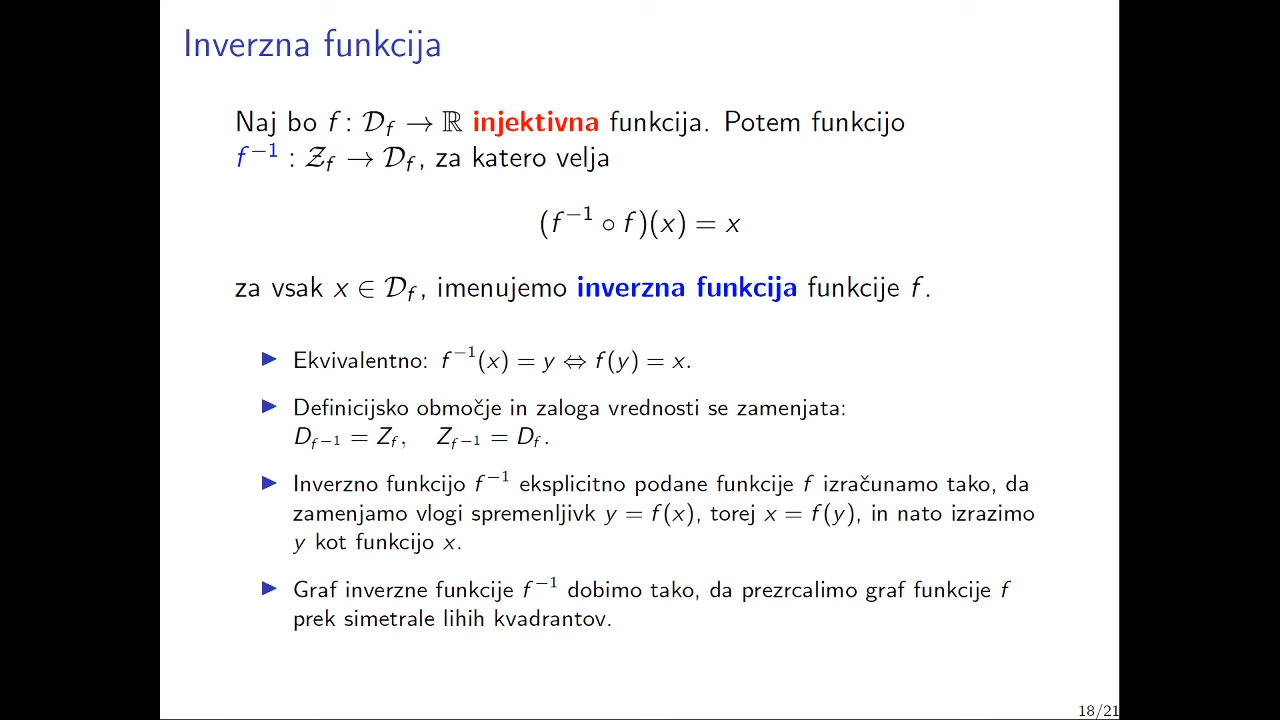 Inverzna funkcija
Naj bo f : 𝒟_f → ℝ injektivna funkcija. Potem funkcijo
f⁻¹ : 𝒵_f → 𝒟_f, za katero velja
(f⁻¹ ∘ f)(x) = x
za vsak x ∈ 𝒟_f, imenujemo inverzna funkcija funkcije f.
▶ Ekvivalentno: f⁻¹(x) = y ⇔ f(y) = x.
▶ Definicijsko območje in zaloga vrednosti se zamenjata:
D_{f⁻¹} = Z_f, Z_{f⁻¹} = D_f.
▶ Inverzno funkcijo f⁻¹ eksplicitno podane funkcije f izračunamo tako, da
zamenjamo vlogi spremenljivk y = f(x), torej x = f(y), in nato izrazimo
y kot funkcijo x.
▶ Graf inverzne funkcije f⁻¹ dobimo tako, da prezrcalimo graf funkcije f
prek simetrale lihih kvadrantov.
18/21